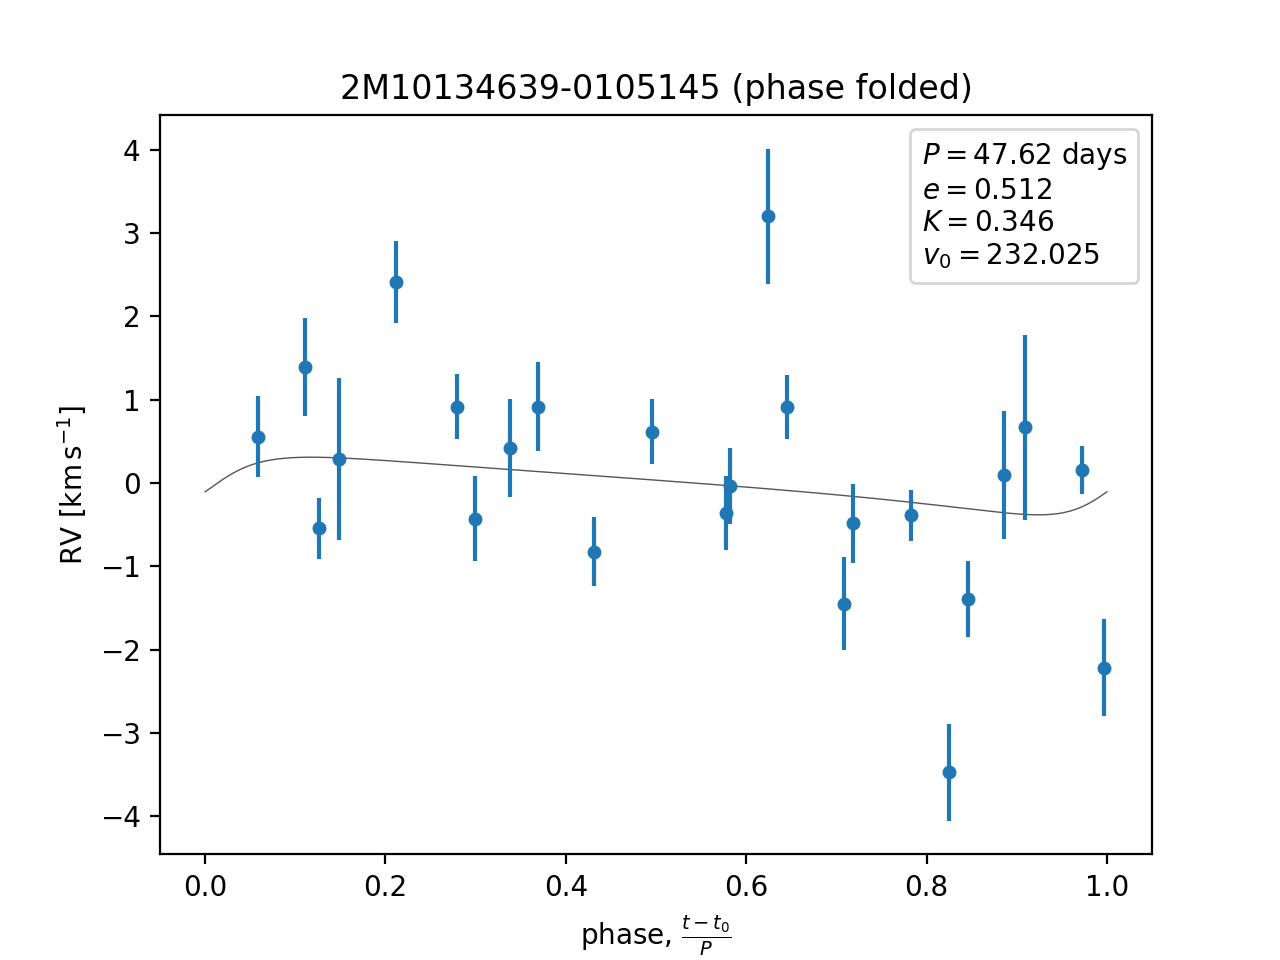 2M10134639-0105145 (phase folded)
P = 47.62 days
e = 0.512
K = 0.346
v₀ = 232.025
4
3
2
1
0
−1
−2
−3
−4
RV [km s⁻¹]
0.0 0.2 0.4 0.6 0.8 1.0
phase, (t − t₀)/P